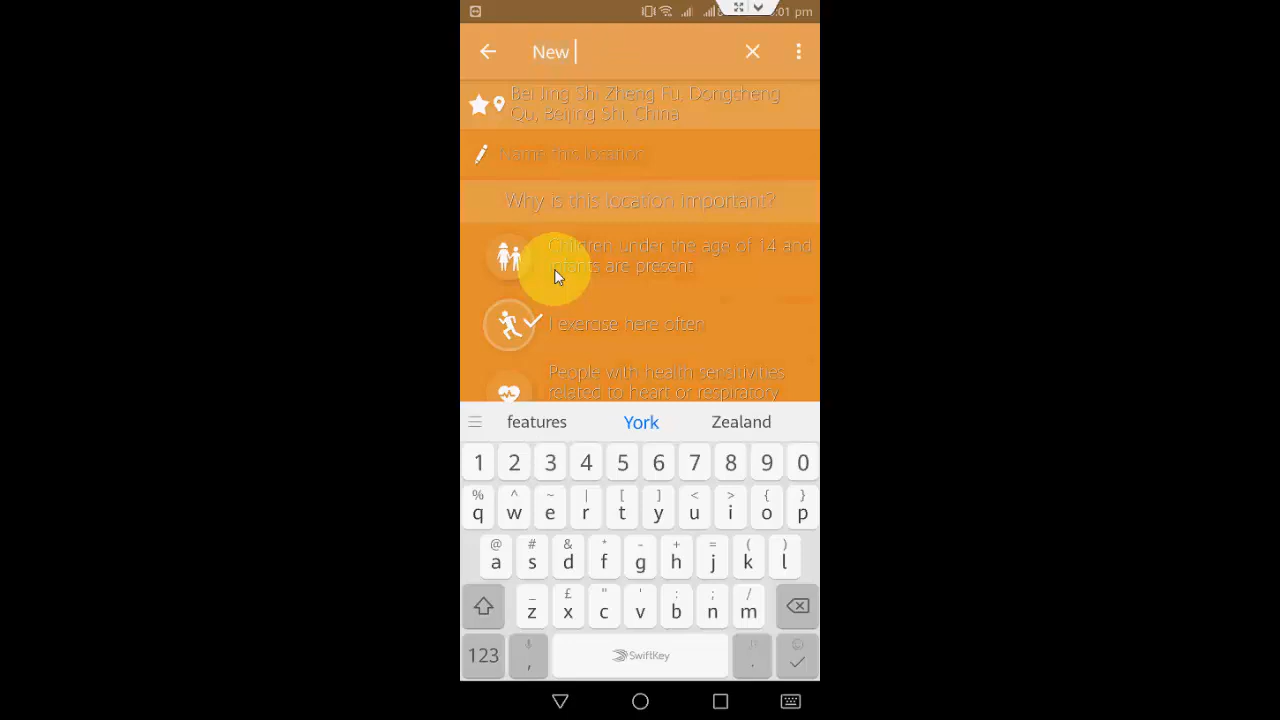 :01 pm
New
Bei Jing Shi Zheng Fu, Dongcheng
Qu, Beijing Shi, China
Name this location
Why is this location important?
Children under the age of 14 and
infants are present
I exercise here often
People with health sensitivities
related to heart or respiratory
features York Zealand
1 2 3 4 5 6 7 8 9 0
% ^ ~ | [ ] < > { }
q w e r t y u i o p
@ # & * - + = ( )
a s d f g h j k l
_ £ " ' : ; /
z x c v b n m
123 , SwiftKey .